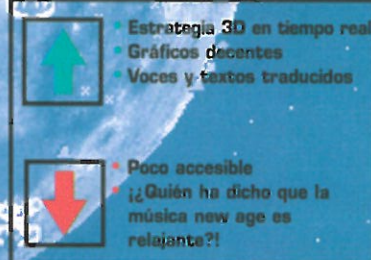 Estrategia 3D en tiempo real
Gráficos decentes
Voces y textos traducidos
Poco accesible
¡¿Quién ha dicho que la
música new age es
relajante?!